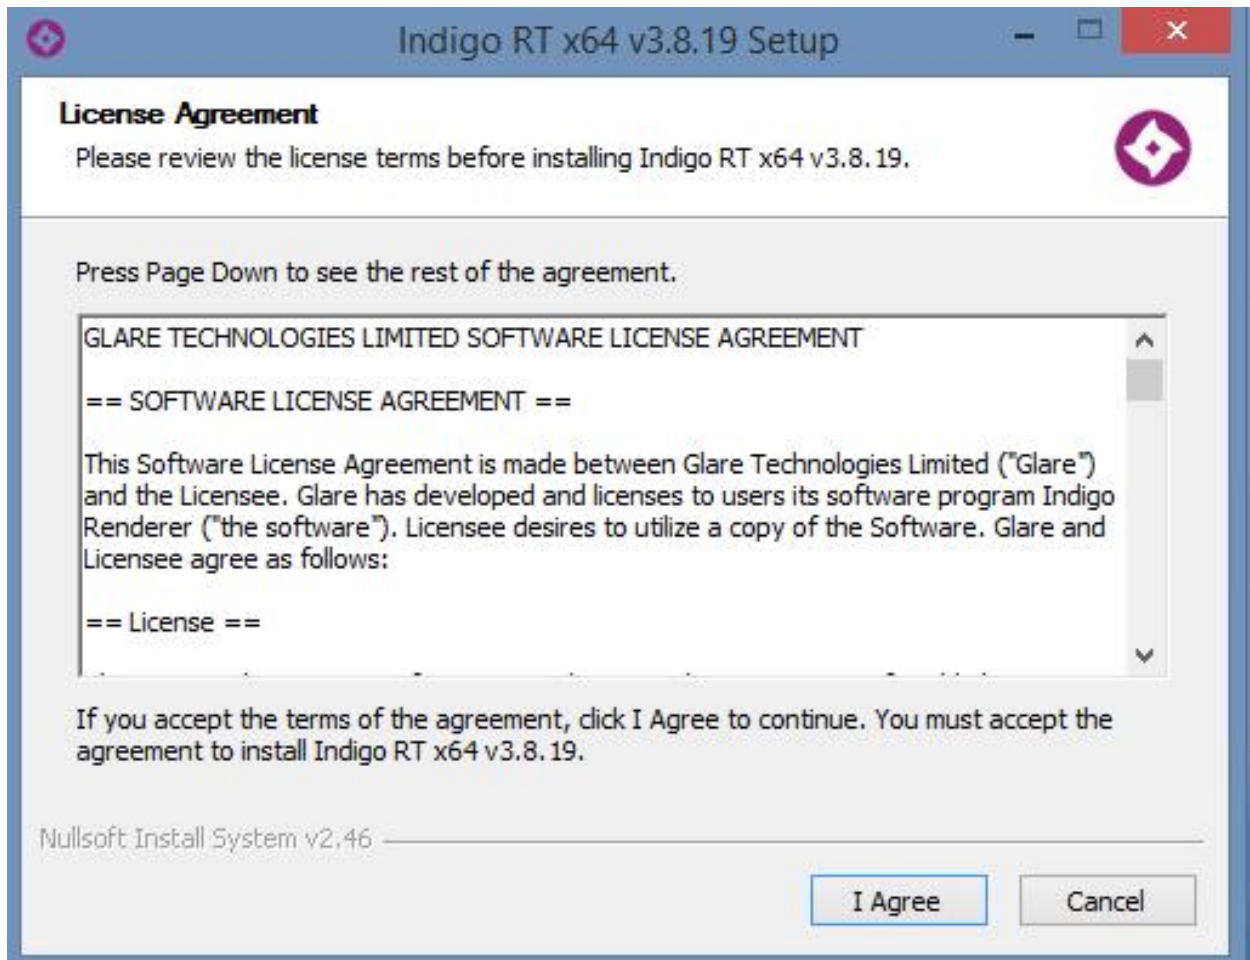 Indigo RT x64 v3.8.19 Setup
License Agreement
Please review the license terms before installing Indigo RT x64 v3.8.19.
Press Page Down to see the rest of the agreement.
GLARE TECHNOLOGIES LIMITED SOFTWARE LICENSE AGREEMENT
== SOFTWARE LICENSE AGREEMENT ==
This Software License Agreement is made between Glare Technologies Limited ("Glare")
and the Licensee. Glare has developed and licenses to users its software program Indigo
Renderer ("the software"). Licensee desires to utilize a copy of the Software. Glare and
Licensee agree as follows:
== License ==
If you accept the terms of the agreement, click I Agree to continue. You must accept the
agreement to install Indigo RT x64 v3.8.19.
Nullsoft Install System v2.46
I Agree
Cancel